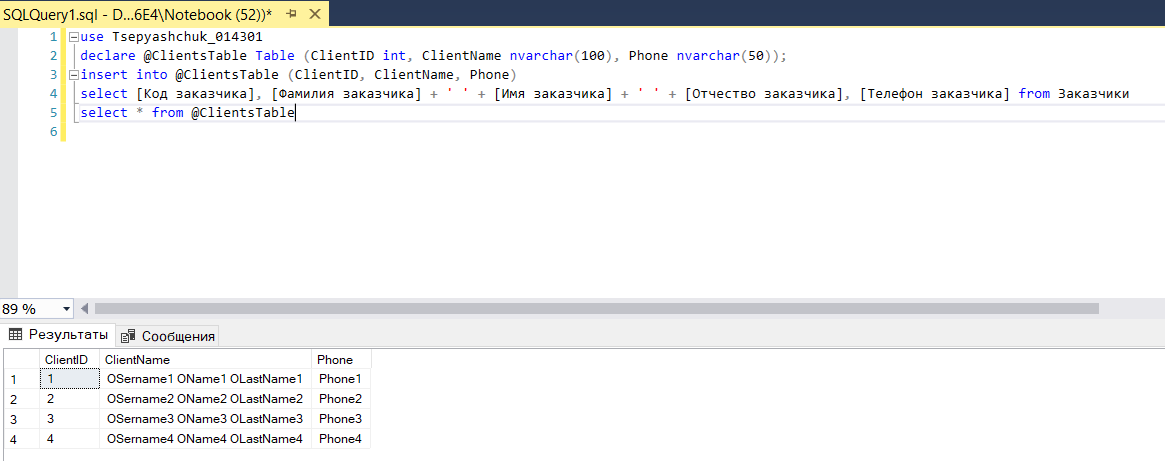 SQLQuery1.sql - D...6E4\Notebook (52))*
1 use Tsepyashchuk_014301
2 declare @ClientsTable Table (ClientID int, ClientName nvarchar(100), Phone nvarchar(50));
3 insert into @ClientsTable (ClientID, ClientName, Phone)
4 select [Код заказчика], [Фамилия заказчика] + ' ' + [Имя заказчика] + ' ' + [Отчество заказчика], [Телефон заказчика] from Заказчики
5 select * from @ClientsTable
6
89 %
Результаты Сообщения
ClientID ClientName Phone
1 1 OSername1 OName1 OLastName1 Phone1
2 2 OSername2 OName2 OLastName2 Phone2
3 3 OSername3 OName3 OLastName3 Phone3
4 4 OSername4 OName4 OLastName4 Phone4